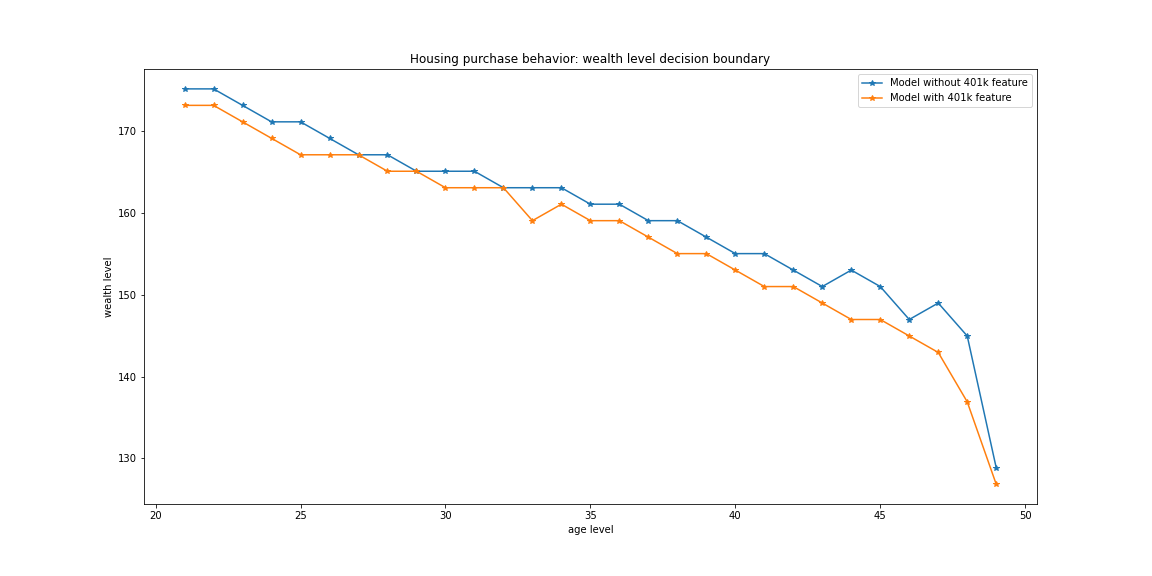 Housing purchase behavior: wealth level decision boundary
Model without 401k feature
Model with 401k feature
170
160
150
140
130
wealth level
20 25 30 35 40 45 50
age level